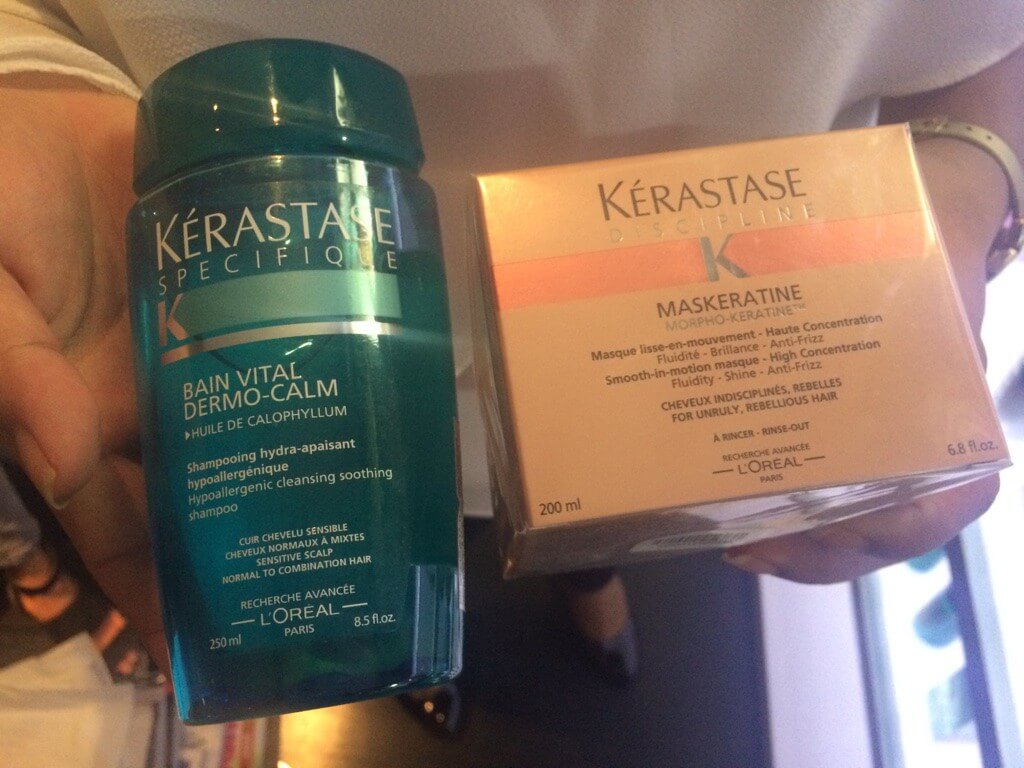 KÉRASTASE
SPÉCIFIQUE
K
BAIN VITAL
DERMO-CALM
HUILE DE CALOPHYLLUM
Shampooing hydra-apaisant
hypoallergénique
Hypoallergenic cleansing soothing
shampoo
CUIR CHEVELU SENSIBLE
CHEVEUX NORMAUX À MIXTES
SENSITIVE SCALP
NORMAL TO COMBINATION HAIR
RECHERCHE AVANCÉE
L'ORÉAL
PARIS
250 ml
8.5 fl.oz.
KÉRASTASE
DISCIPLINE
K
MASKERATINE
MORPHO-KERATINE™
Masque lisse-en-mouvement - Haute Concentration
Fluidité - Brillance - Anti-Frizz
Smooth-in-motion masque - High Concentration
Fluidity - Shine - Anti-Frizz
CHEVEUX INDISCIPLINÉS, REBELLES
FOR UNRULY, REBELLIOUS HAIR
À RINCER - RINSE-OUT
RECHERCHE AVANCÉE
L'ORÉAL
PARIS
200 ml
6.8 fl.oz.